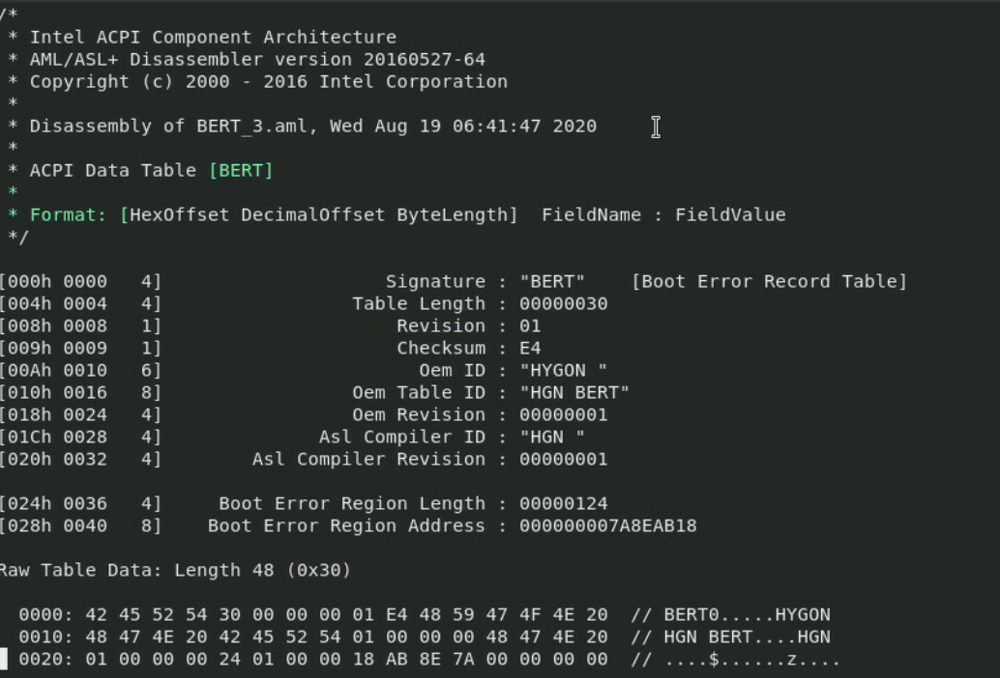 /*
 * Intel ACPI Component Architecture
 * AML/ASL+ Disassembler version 20160527-64
 * Copyright (c) 2000 - 2016 Intel Corporation
 *
 * Disassembly of BERT_3.aml, Wed Aug 19 06:41:47 2020
 *
 * ACPI Data Table [BERT]
 *
 * Format: [HexOffset DecimalOffset ByteLength]  FieldName : FieldValue
 */
[000h 0000   4]                    Signature : "BERT"    [Boot Error Record Table]
[004h 0004   4]                 Table Length : 00000030
[008h 0008   1]                     Revision : 01
[009h 0009   1]                     Checksum : E4
[00Ah 0010   6]                       Oem ID : "HYGON "
[010h 0016   8]                 Oem Table ID : "HGN BERT"
[018h 0024   4]                 Oem Revision : 00000001
[01Ch 0028   4]              Asl Compiler ID : "HGN "
[020h 0032   4]        Asl Compiler Revision : 00000001
[024h 0036   4]     Boot Error Region Length : 00000124
[028h 0040   8]    Boot Error Region Address : 000000007A8EAB18
Raw Table Data: Length 48 (0x30)
  0000: 42 45 52 54 30 00 00 00 01 E4 48 59 47 4F 4E 20  // BERT0.....HYGON
  0010: 48 47 4E 20 42 45 52 54 01 00 00 00 48 47 4E 20  // HGN BERT....HGN
  0020: 01 00 00 00 24 01 00 00 18 AB 8E 7A 00 00 00 00  // ....$......z....